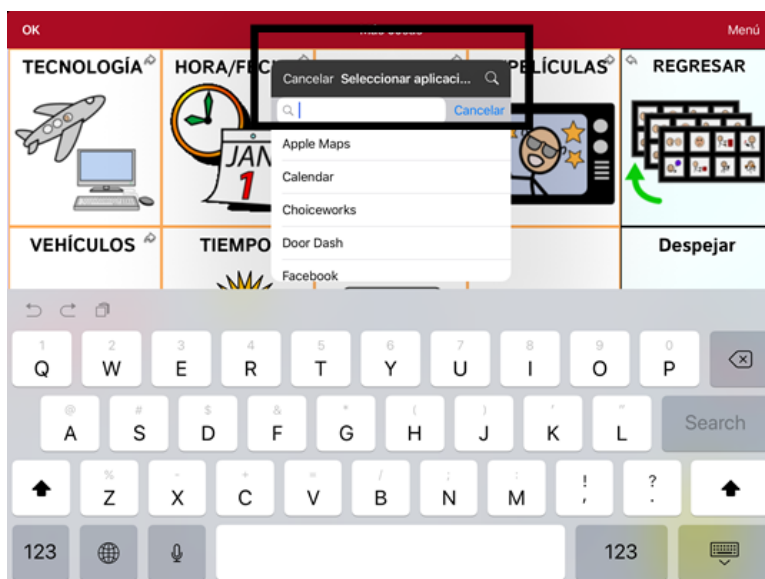 OK
Menú
TECNOLOGÍA
HORA/FEC
ELÍCULAS
REGRESAR
Cancelar Seleccionar aplicaci...
Cancelar
Apple Maps
Calendar
Choiceworks
Door Dash
Facebook
JAN
1
VEHÍCULOS
TIEMPO
Despejar
1 2 3 4 5 6 7 8 9 0
Q W E R T Y U I O P
@ # $ & * ( ) ' "
A S D F G H J K L Search
% - + = / ; : ! ?
Z X C V B N M , .
123 123